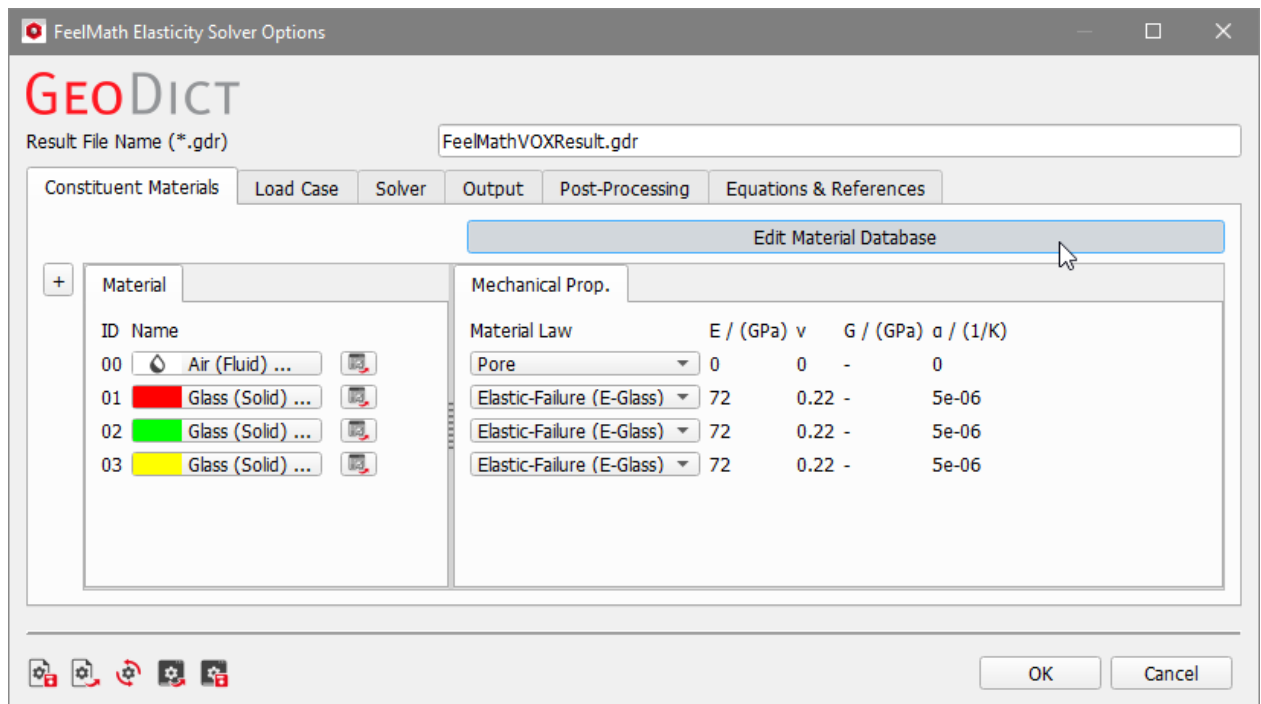 FeelMath Elasticity Solver Options
GEODICT
Result File Name (*.gdr) FeelMathVOXResult.gdr
Constituent Materials Load Case Solver Output Post-Processing Equations & References
Edit Material Database
+ Material Mechanical Prop.
ID Name Material Law E / (GPa) ν G / (GPa) α / (1/K)
00 Air (Fluid) ... Pore 0 0 - 0
01 Glass (Solid) ... Elastic-Failure (E-Glass) 72 0.22 - 5e-06
02 Glass (Solid) ... Elastic-Failure (E-Glass) 72 0.22 - 5e-06
03 Glass (Solid) ... Elastic-Failure (E-Glass) 72 0.22 - 5e-06
OK Cancel